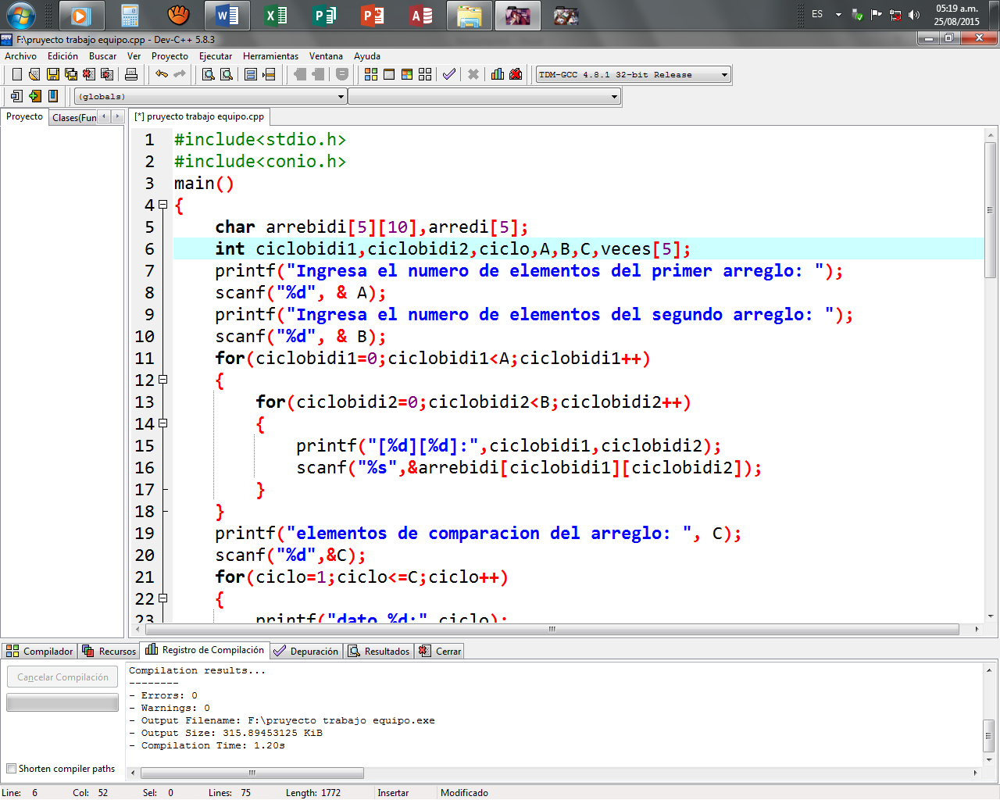 ES
05:19 a.m.
25/08/2015
F:\pruyecto trabajo equipo.cpp - Dev-C++ 5.8.3
Archivo Edición Buscar Ver Proyecto Ejecutar Herramientas Ventana Ayuda
TDM-GCC 4.8.1 32-bit Release
(globals)
Proyecto Clases(Fun
[*] pruyecto trabajo equipo.cpp
1 #include<stdio.h>
2 #include<conio.h>
3 main()
4 {
5 char arrebidi[5][10],arredi[5];
6 int ciclobidi1,ciclobidi2,ciclo,A,B,C,veces[5];
7 printf("Ingresa el numero de elementos del primer arreglo: ");
8 scanf("%d", & A);
9 printf("Ingresa el numero de elementos del segundo arreglo: ");
10 scanf("%d", & B);
11 for(ciclobidi1=0;ciclobidi1<A;ciclobidi1++)
12 {
13 for(ciclobidi2=0;ciclobidi2<B;ciclobidi2++)
14 {
15 printf("[%d][%d]:",ciclobidi1,ciclobidi2);
16 scanf("%s",&arrebidi[ciclobidi1][ciclobidi2]);
17 }
18 }
19 printf("elementos de comparacion del arreglo: ", C);
20 scanf("%d",&C);
21 for(ciclo=1;ciclo<=C;ciclo++)
22 {
23 printf("dato %d:",ciclo);
Compilador Recursos Registro de Compilación Depuración Resultados Cerrar
Cancelar Compilación
Compilation results...
--------
- Errors: 0
- Warnings: 0
- Output Filename: F:\pruyecto trabajo equipo.exe
- Output Size: 315.89453125 KiB
- Compilation Time: 1.20s
Shorten compiler paths
Line: 6 Col: 52 Sel: 0 Lines: 75 Length: 1772 Insertar Modificado